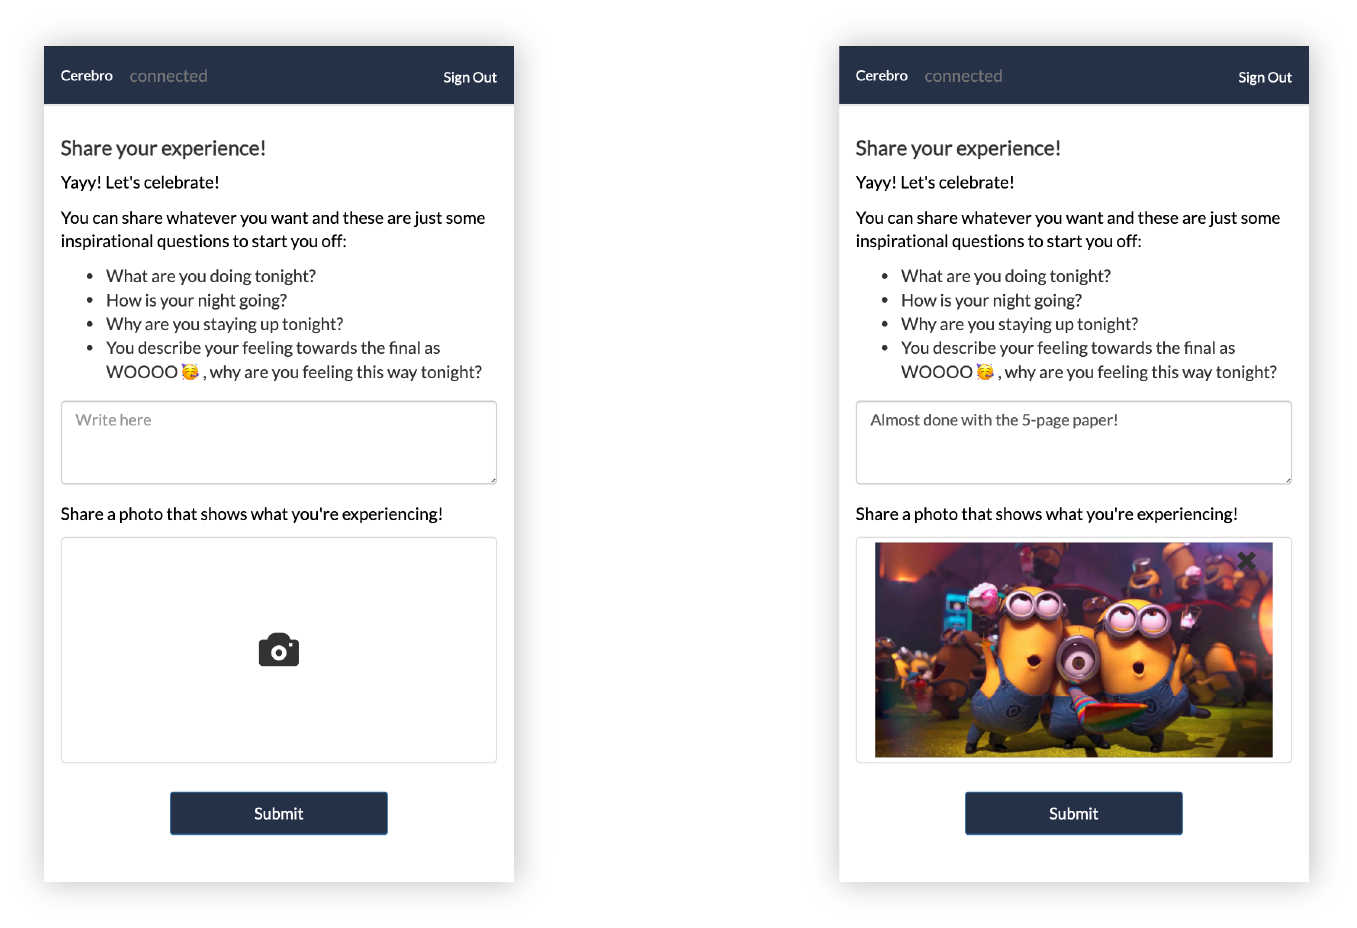 Cerebro connected Sign Out
Share your experience!
Yayy! Let's celebrate!
You can share whatever you want and these are just some
inspirational questions to start you off:
• What are you doing tonight?
• How is your night going?
• Why are you staying up tonight?
• You describe your feeling towards the final as
WOOOO 🥳 , why are you feeling this way tonight?
Write here
Share a photo that shows what you're experiencing!
Submit
Cerebro connected Sign Out
Share your experience!
Yayy! Let's celebrate!
You can share whatever you want and these are just some
inspirational questions to start you off:
• What are you doing tonight?
• How is your night going?
• Why are you staying up tonight?
• You describe your feeling towards the final as
WOOOO 🥳 , why are you feeling this way tonight?
Almost done with the 5-page paper!
Share a photo that shows what you're experiencing!
Submit